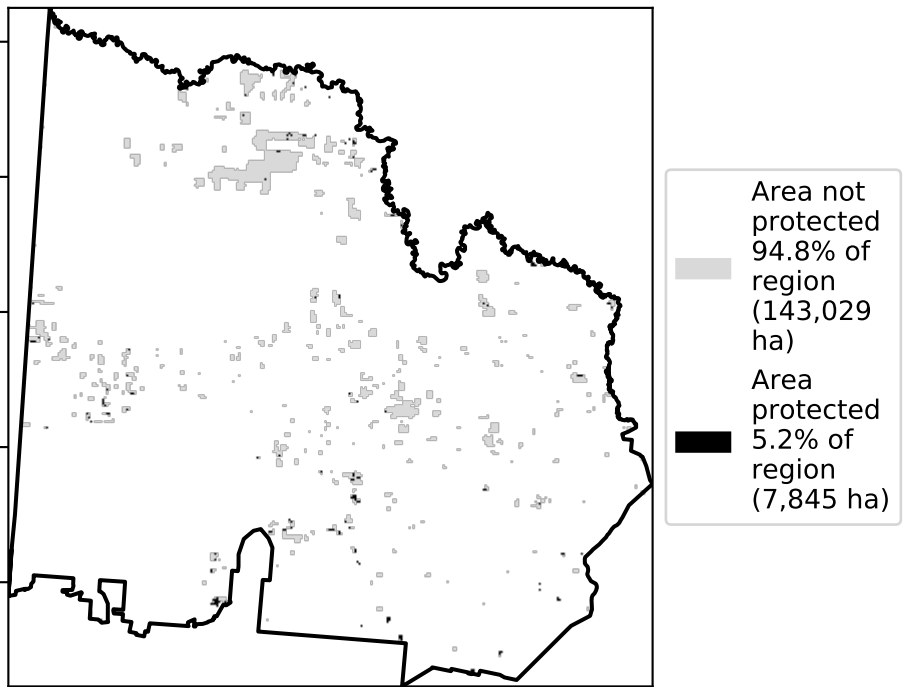 Area not
protected
94.8% of
region
(143,029
ha)
Area
protected
5.2% of
region
(7,845 ha)